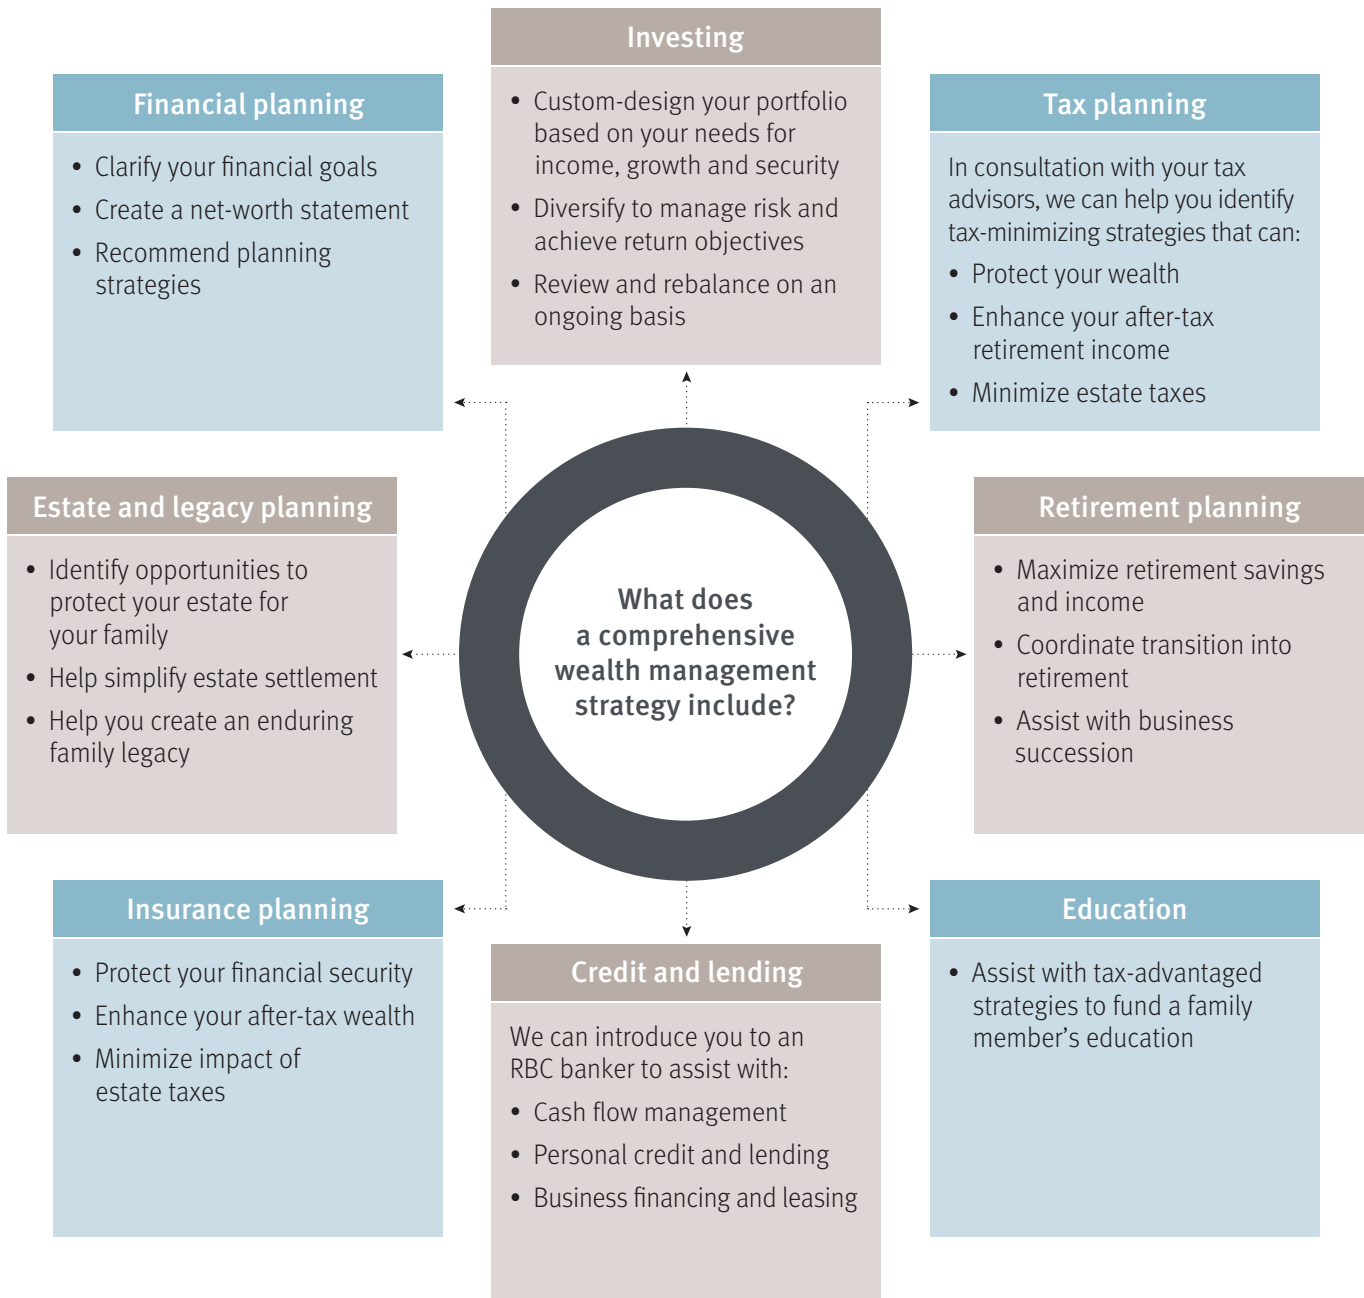 Investing
• Custom-design your portfolio
based on your needs for
income, growth and security
• Diversify to manage risk and
achieve return objectives
• Review and rebalance on an
ongoing basis
Financial planning
• Clarify your financial goals
• Create a net-worth statement
• Recommend planning
strategies
Tax planning
In consultation with your tax
advisors, we can help you identify
tax-minimizing strategies that can:
• Protect your wealth
• Enhance your after-tax
retirement income
• Minimize estate taxes
Estate and legacy planning
• Identify opportunities to
protect your estate for
your family
• Help simplify estate settlement
• Help you create an enduring
family legacy
What does
a comprehensive
wealth management
strategy include?
Retirement planning
• Maximize retirement savings
and income
• Coordinate transition into
retirement
• Assist with business
succession
Insurance planning
• Protect your financial security
• Enhance your after-tax wealth
• Minimize impact of
estate taxes
Credit and lending
We can introduce you to an
RBC banker to assist with:
• Cash flow management
• Personal credit and lending
• Business financing and leasing
Education
• Assist with tax-advantaged
strategies to fund a family
member’s education